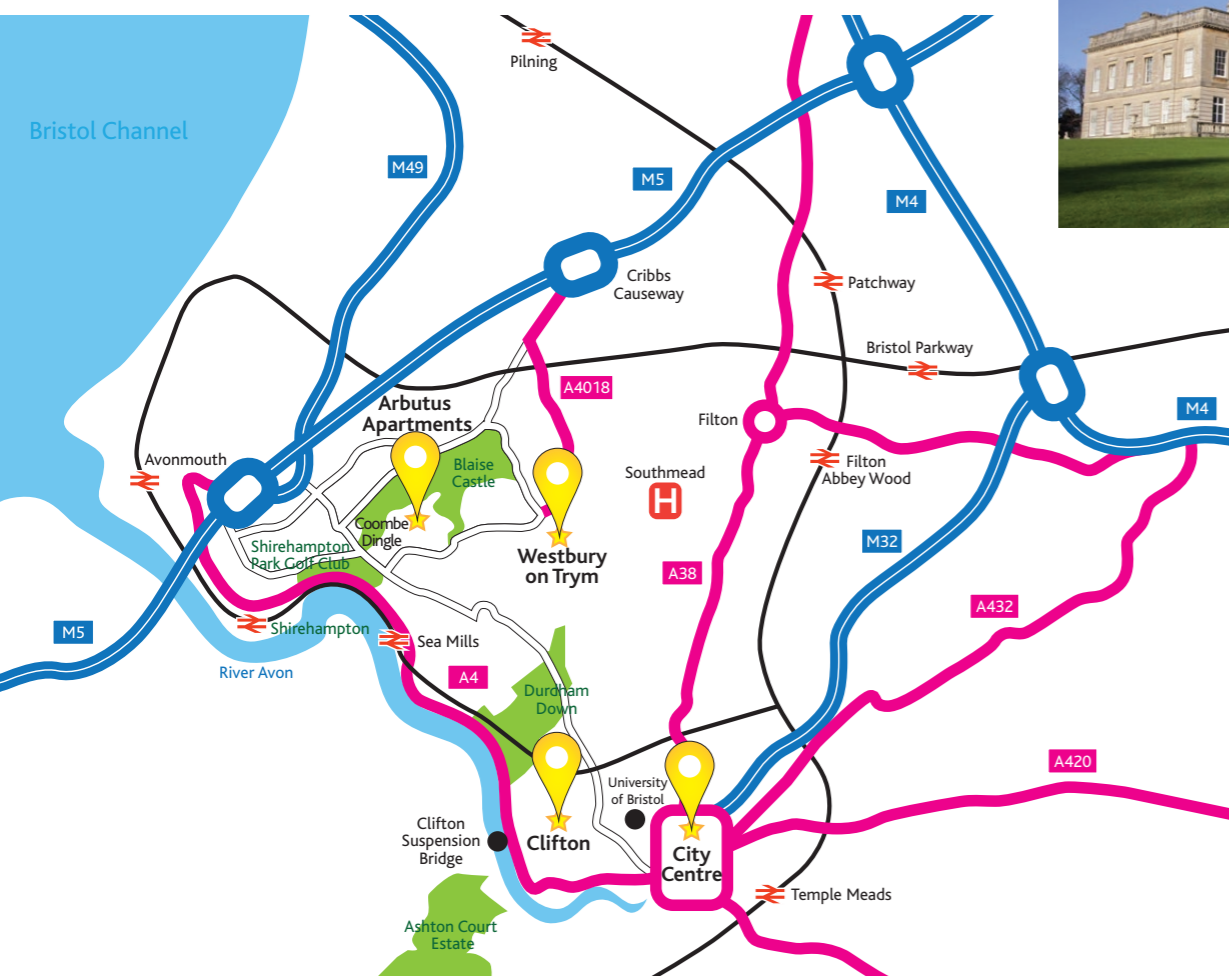 Pilning
Bristol Channel
M49
M5
M4
Cribbs
Causeway
Patchway
Bristol Parkway
A4018
Arbutus
Apartments
M4
Filton
Avonmouth
Blaise
Castle
Southmead
H
Filton
Abbey Wood
Coombe
Dingle
Shirehampton
Park Golf Club
Westbury
on Trym
M32
A38
A432
M5
Shirehampton
Sea Mills
River Avon
A4
Durdham
Down
A420
University
of Bristol
Clifton
Suspension
Bridge
Clifton
City
Centre
Temple Meads
Ashton Court
Estate